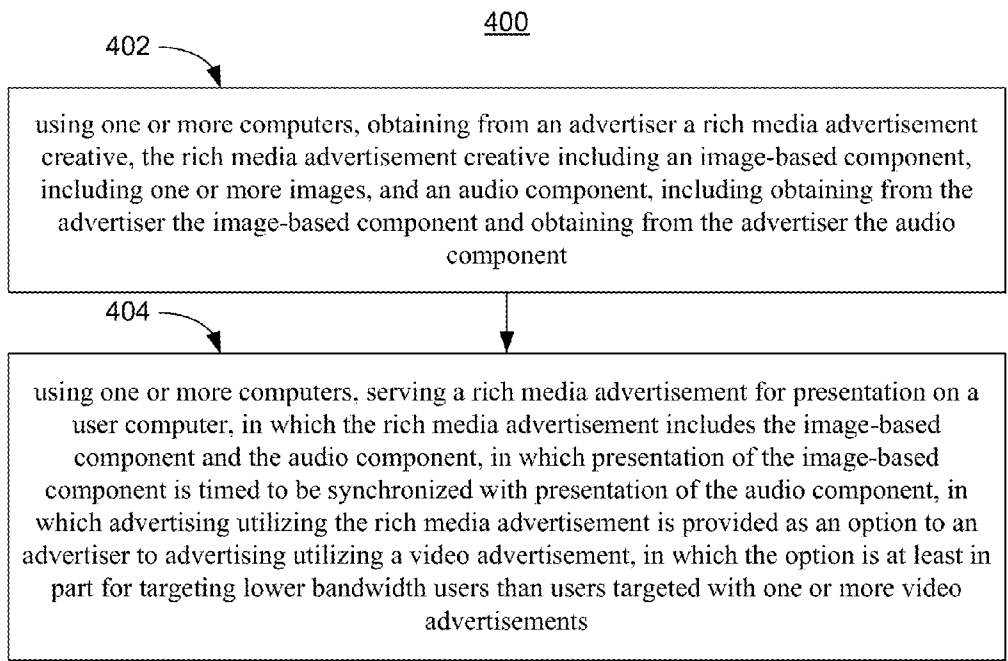 400
402
using one or more computers, obtaining from an advertiser a rich media advertisement
creative, the rich media advertisement creative including an image-based component,
including one or more images, and an audio component, including obtaining from the
advertiser the image-based component and obtaining from the advertiser the audio
component
404
using one or more computers, serving a rich media advertisement for presentation on a
user computer, in which the rich media advertisement includes the image-based
component and the audio component, in which presentation of the image-based
component is timed to be synchronized with presentation of the audio component, in
which advertising utilizing the rich media advertisement is provided as an option to an
advertiser to advertising utilizing a video advertisement, in which the option is at least in
part for targeting lower bandwidth users than users targeted with one or more video
advertisements